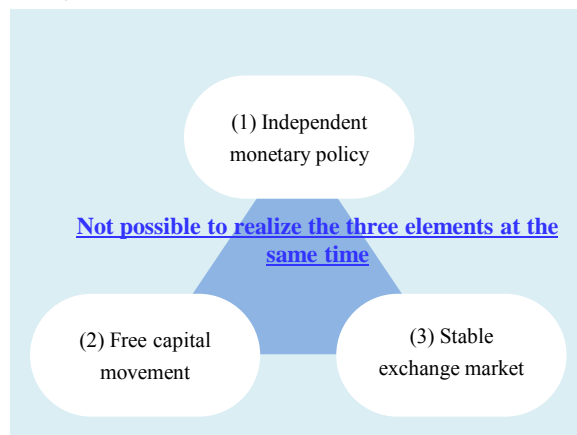 (1) Independent
monetary policy
Not possible to realize the three elements at the
same time
(2) Free capital
movement
(3) Stable
exchange market